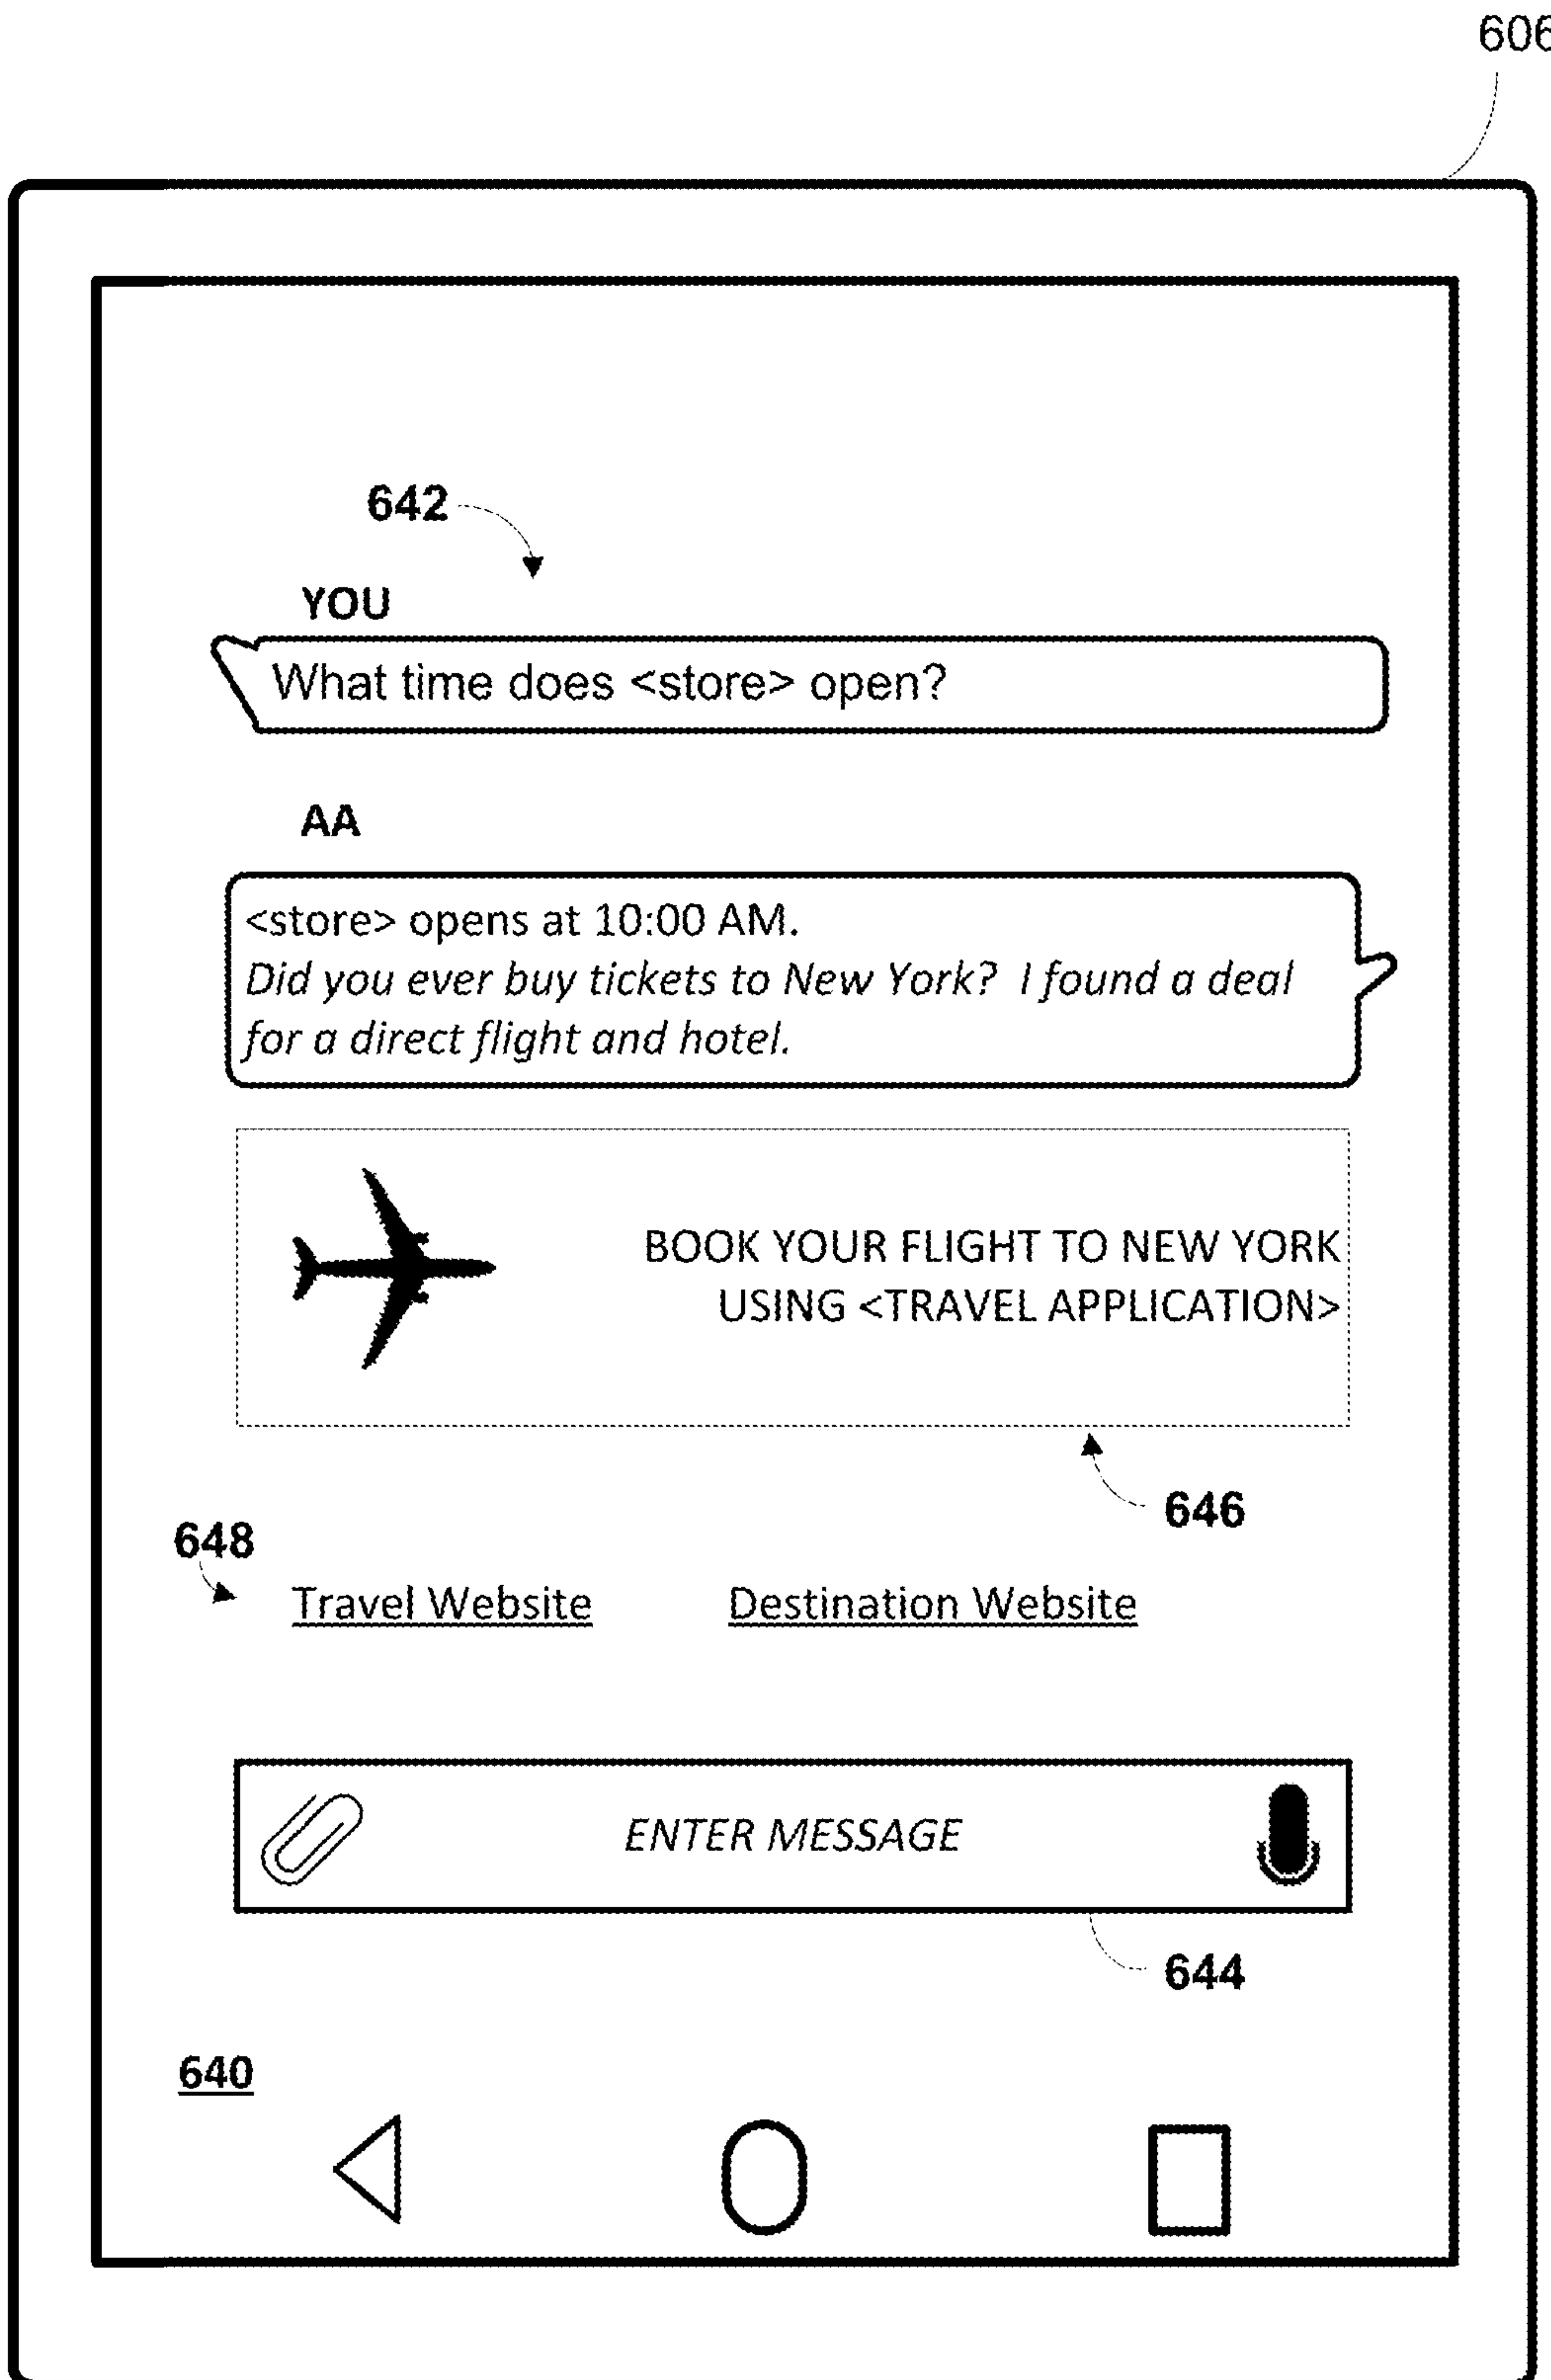 606
642
YOU
What time does <store> open?
AA
<store> opens at 10:00 AM.
Did you ever buy tickets to New York?  I found a deal
for a direct flight and hotel.
BOOK YOUR FLIGHT TO NEW YORK
USING <TRAVEL APPLICATION>
646
648
Travel Website
Destination Website
ENTER MESSAGE
644
640